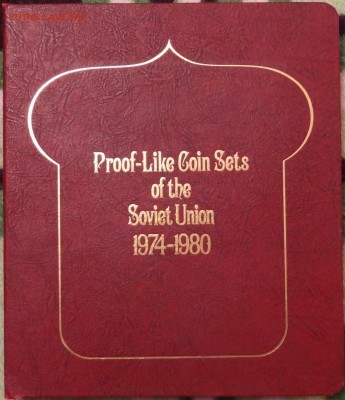 Proof-Like Coin Sets
of the
Soviet Union
1974-1980